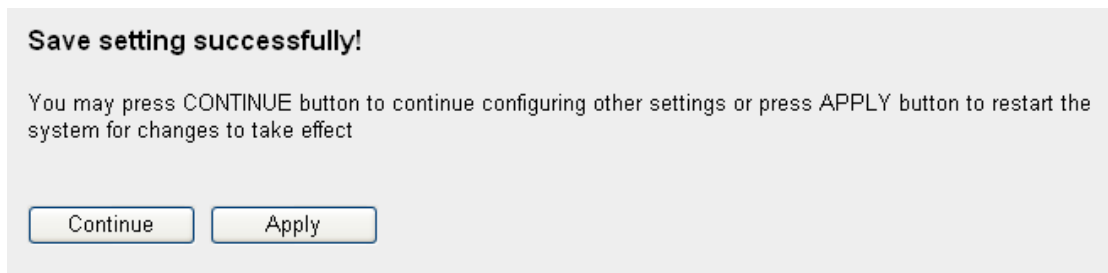 Save setting successfully!
You may press CONTINUE button to continue configuring other settings or press APPLY button to restart the
system for changes to take effect
Continue
Apply